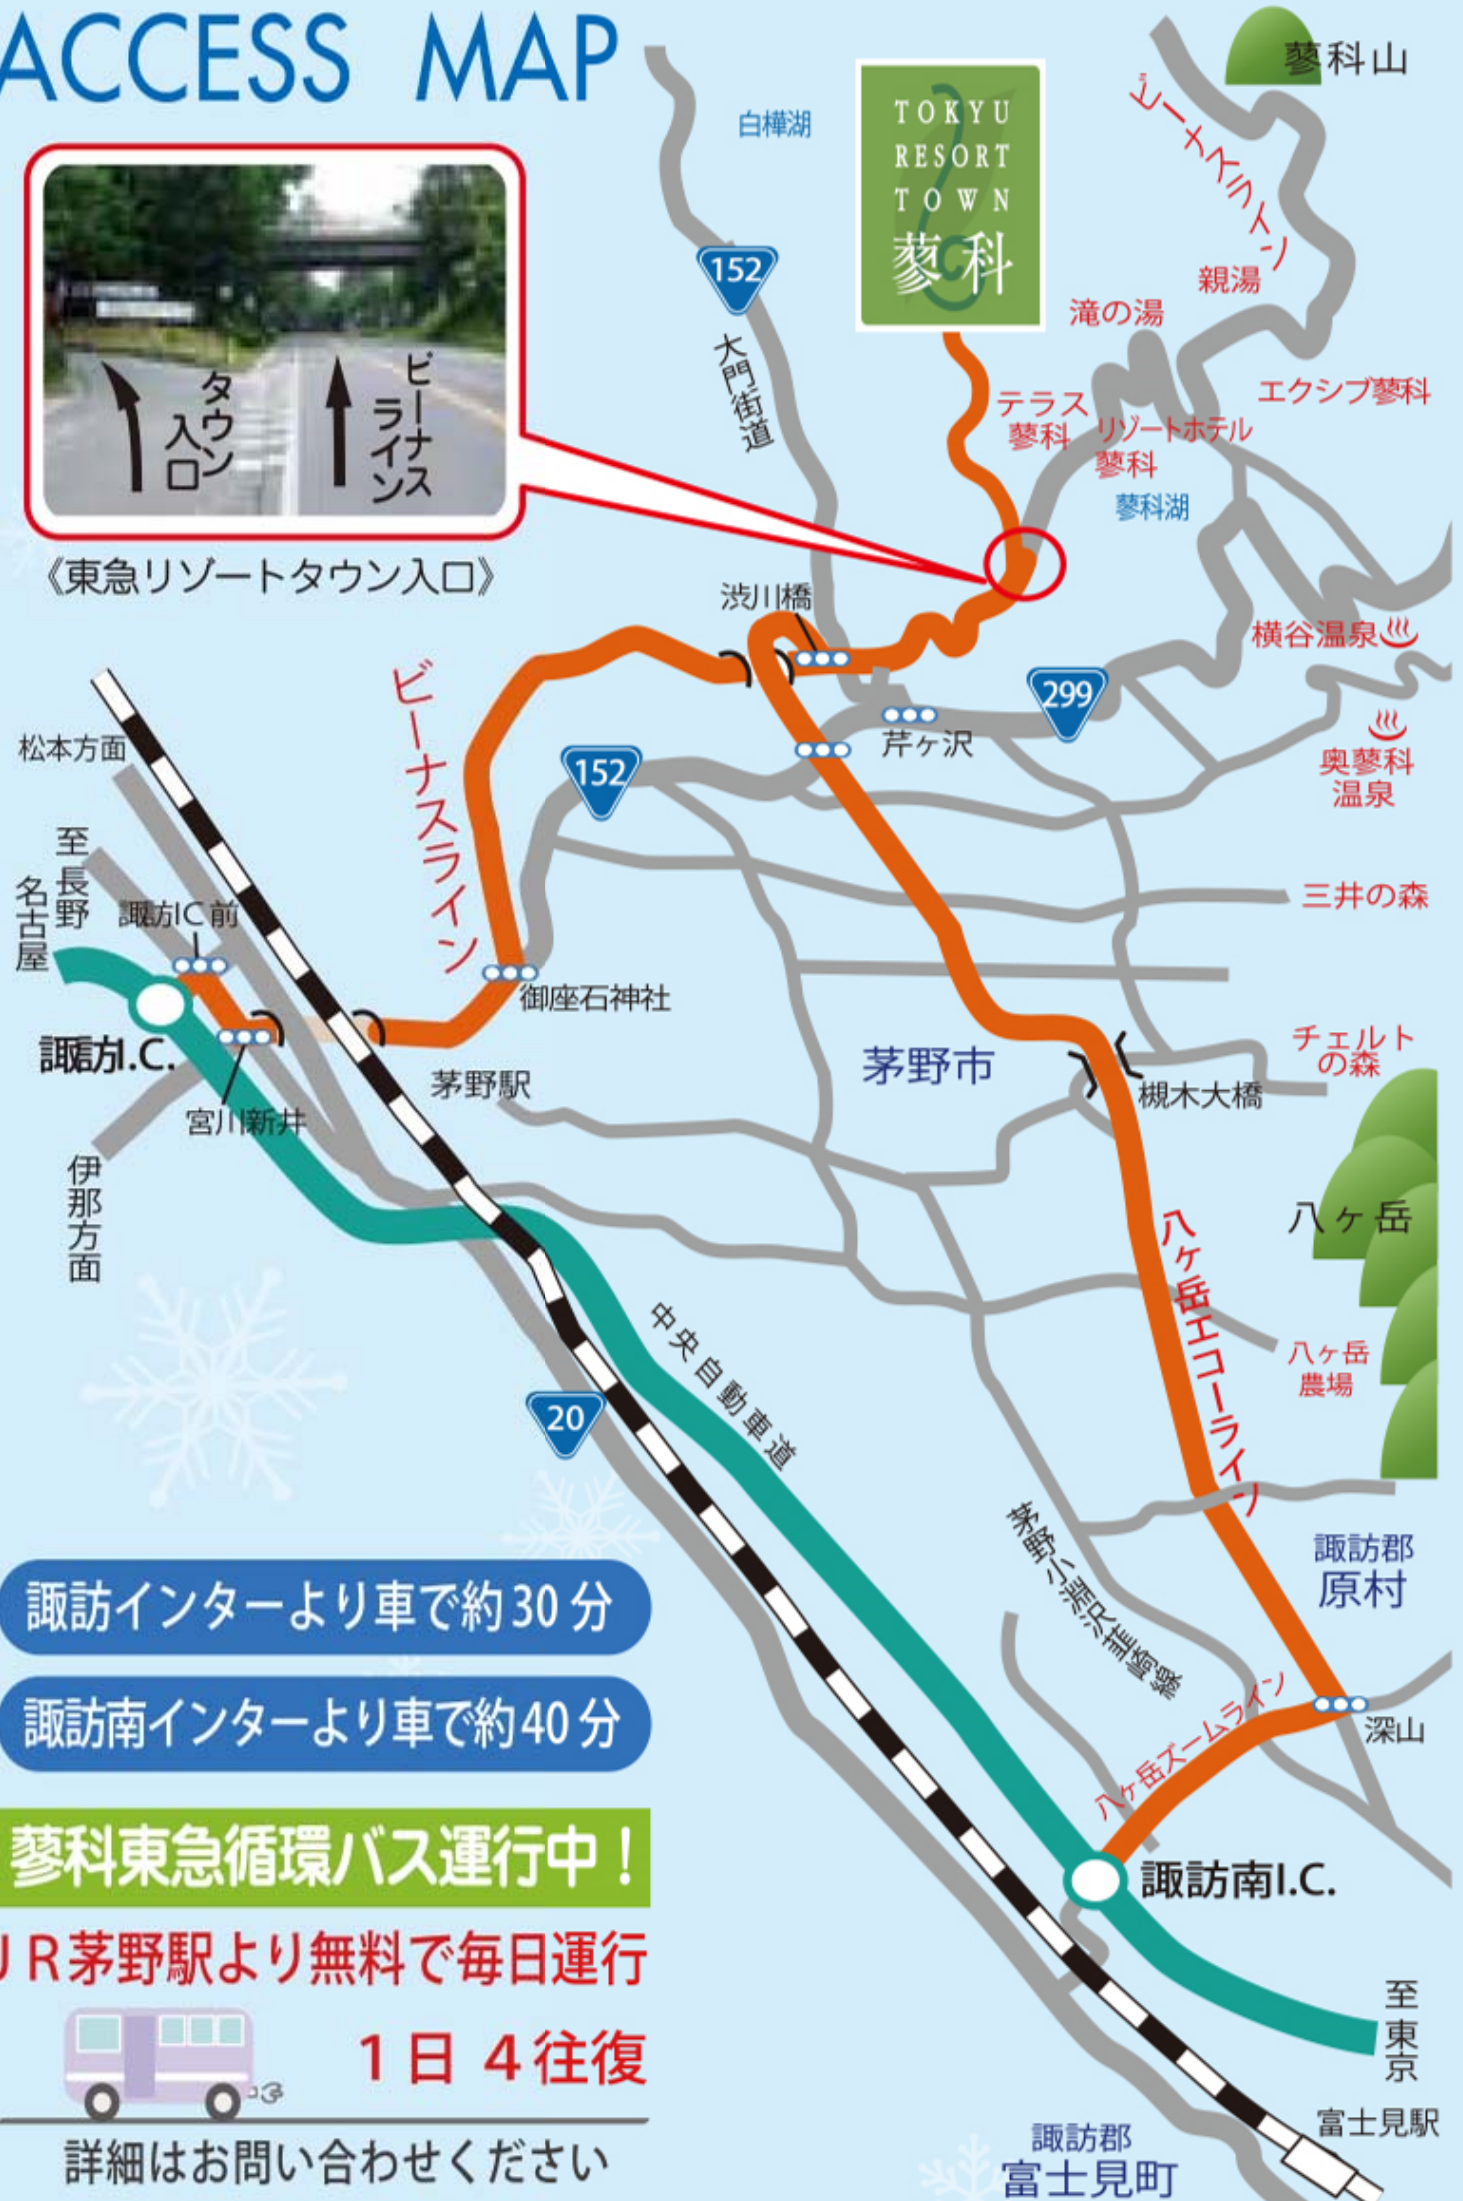 ACCESS MAP
白樺湖
TOKYU
RESORT
TOWN
蓼科
蓼科山
ビーナスライン
152
大門街道
親湯
滝の湯
エクシブ蓼科
テラス
蓼科
リゾートホテル
蓼科
蓼科湖
タウン
入口
ビーナス
ライン
《東急リゾートタウン入口》
渋川橋
横谷温泉
299
芹ヶ沢
奥蓼科
温泉
ビーナスライン
152
松本方面
至
長野
名古屋
諏訪IC前
三井の森
御座石神社
諏訪I.C.
宮川新井
茅野駅
茅野市
チェルト
の森
槻木大橋
伊那方面
八ヶ岳
八ヶ岳エコーライン
八ヶ岳
農場
中央自動車道
20
茅野小淵沢韮崎線
諏訪郡
原村
八ヶ岳ズームライン
深山
諏訪インターより車で約30分
諏訪南インターより車で約40分
諏訪南I.C.
蓼科東急循環バス運行中！
JR茅野駅より無料で毎日運行
1日4往復
詳細はお問い合わせください
至東京
富士見駅
諏訪郡
富士見町